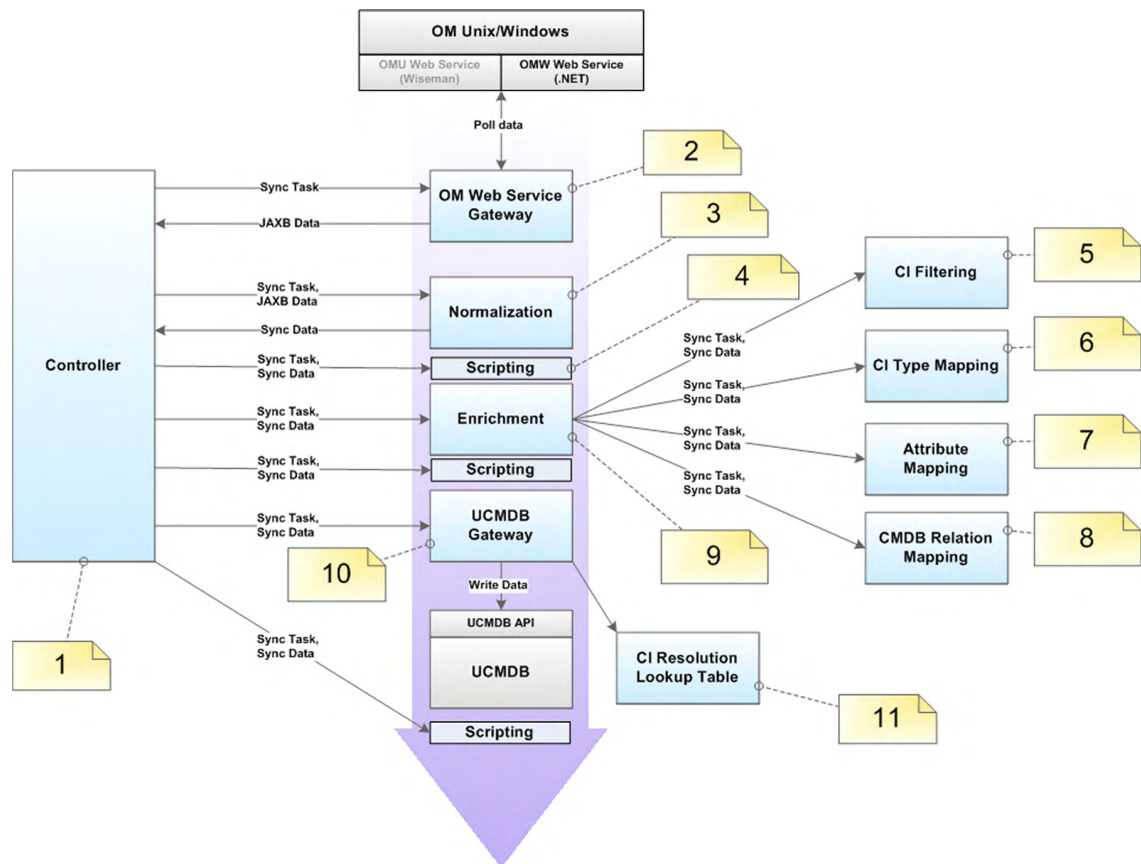 OM Unix/Windows
OMU Web Service
(Wiseman)
OMW Web Service
(.NET)
Poll data
2
Sync Task
OM Web Service
Gateway
JAXB Data
3
4
5
CI Filtering
Sync Task,
JAXB Data
Normalization
Sync Data
Controller
Sync Task,
Sync Data
Scripting
Sync Task,
Sync Data
6
CI Type Mapping
Sync Task,
Sync Data
Sync Task,
Sync Data
Enrichment
Sync Task,
Sync Data
7
Attribute
Mapping
Sync Task,
Sync Data
Scripting
Sync Task,
Sync Data
Sync Task,
Sync Data
UCMDB
Gateway
8
CMDB Relation
Mapping
9
10
Write Data
UCMDB API
UCMDB
1
Sync Task,
Sync Data
CI Resolution
Lookup Table
11
Scripting